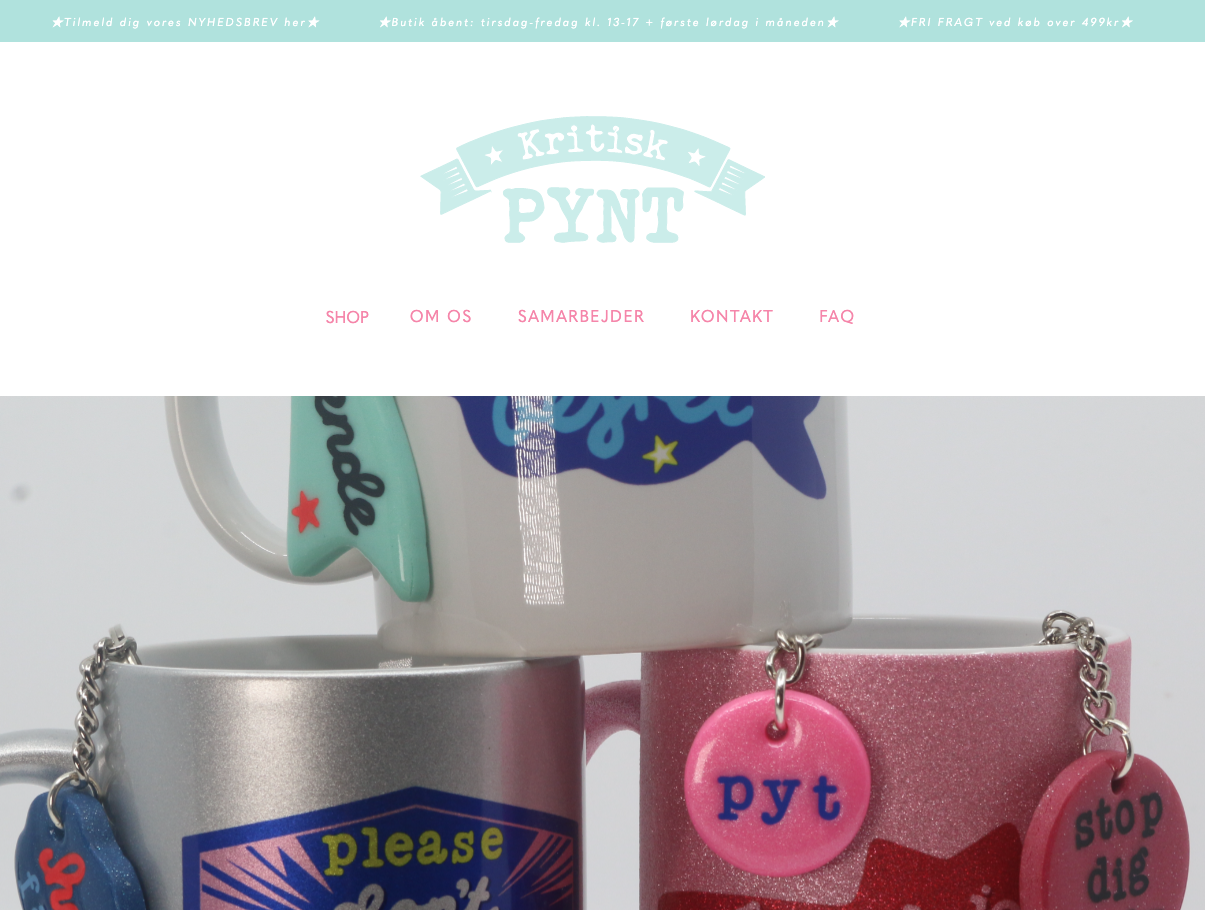 ★Tilmeld dig vores NYHEDSBREV her★ ★Butik åbent: tirsdag-fredag kl. 13-17 + første lørdag i måneden★ ★FRI FRAGT ved køb over 499kr★
Kritisk
PYNT
SHOP OM OS SAMARBEJDER KONTAKT FAQ
pyt
stop
dig
please
don't